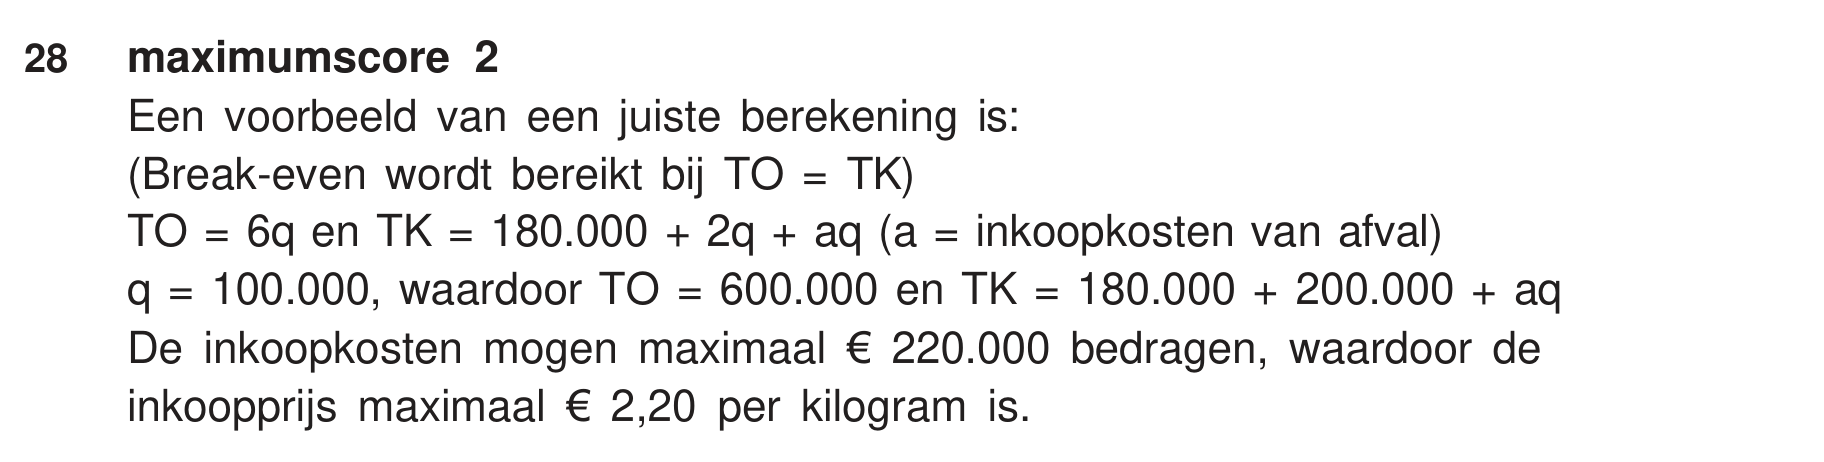 28 maximumscore 2
Een voorbeeld van een juiste berekening is:
(Break-even wordt bereikt bij TO = TK)
TO = 6q en TK = 180.000 + 2q + aq (a = inkoopkosten van afval)
q = 100.000, waardoor TO = 600.000 en TK = 180.000 + 200.000 + aq
De inkoopkosten mogen maximaal € 220.000 bedragen, waardoor de
inkoopprijs maximaal € 2,20 per kilogram is.